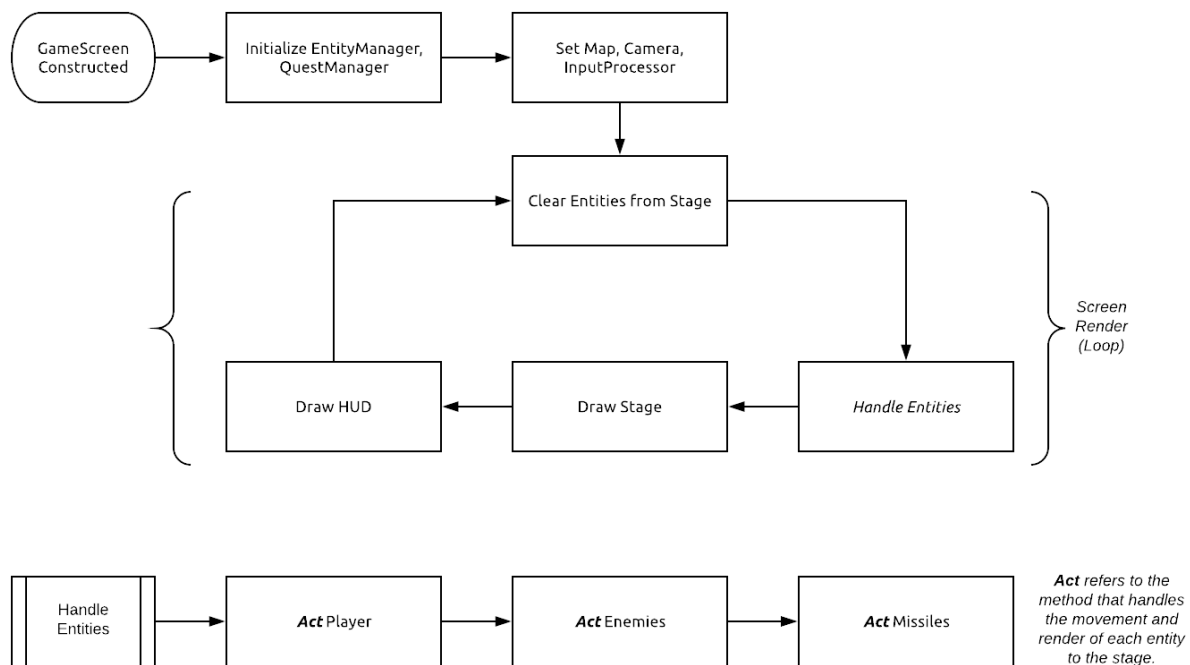 GameScreen
Constructed
Initialize EntityManager,
QuestManager
Set Map, Camera,
InputProcessor
Clear Entities from Stage
Screen
Render
(Loop)
Draw HUD
Draw Stage
Handle Entities
Handle
Entities
Act Player
Act Enemies
Act Missiles
Act refers to the
method that handles
the movement and
render of each entity
to the stage.